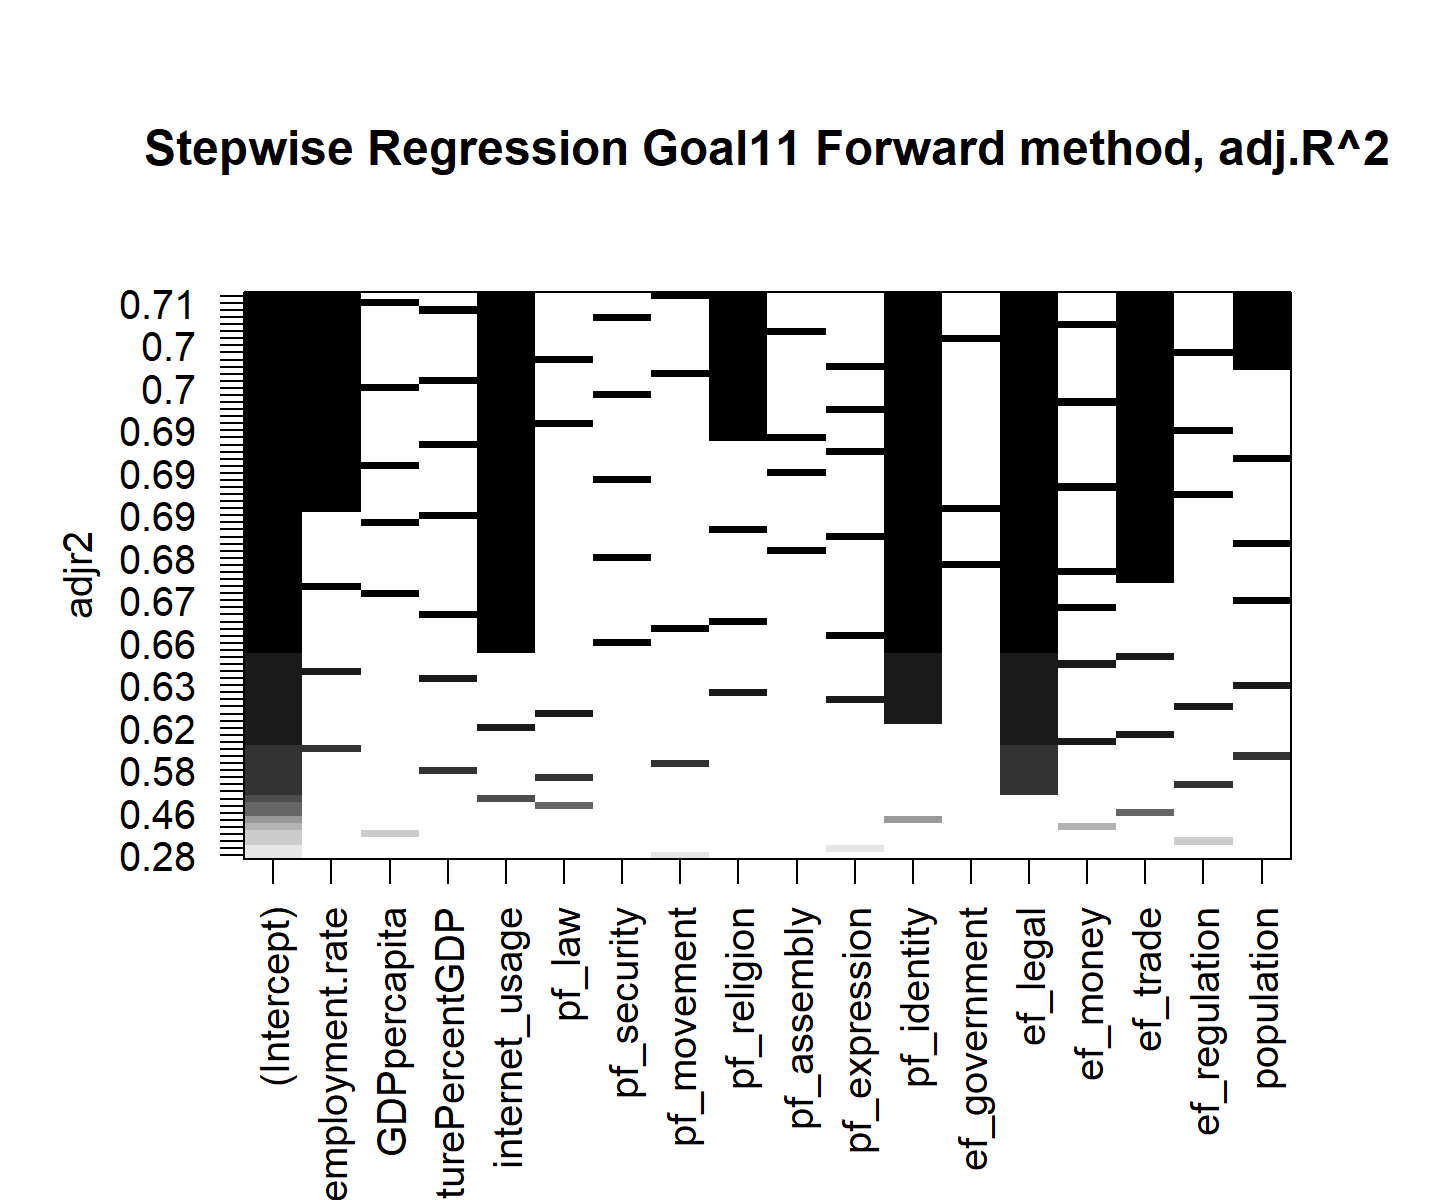 Stepwise Regression Goal11 Forward method, adj.R^2
adjr2
0.71
0.7
0.7
0.69
0.69
0.69
0.68
0.67
0.66
0.63
0.62
0.58
0.46
0.28
(Intercept)
employment.rate
GDPpercapita
turePercentGDP
internet_usage
pf_law
pf_security
pf_movement
pf_religion
pf_assembly
pf_expression
pf_identity
ef_government
ef_legal
ef_money
ef_trade
ef_regulation
population